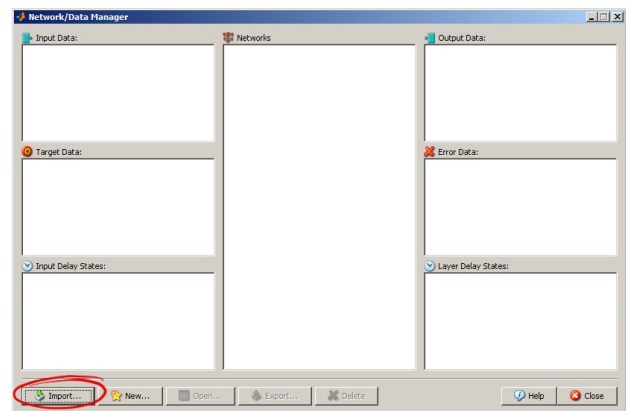 Network/Data Manager
Input Data:
Networks
Output Data:
Target Data:
Error Data:
Input Delay States:
Layer Delay States:
Import...
New...
Open...
Export...
Delete
Help
Close